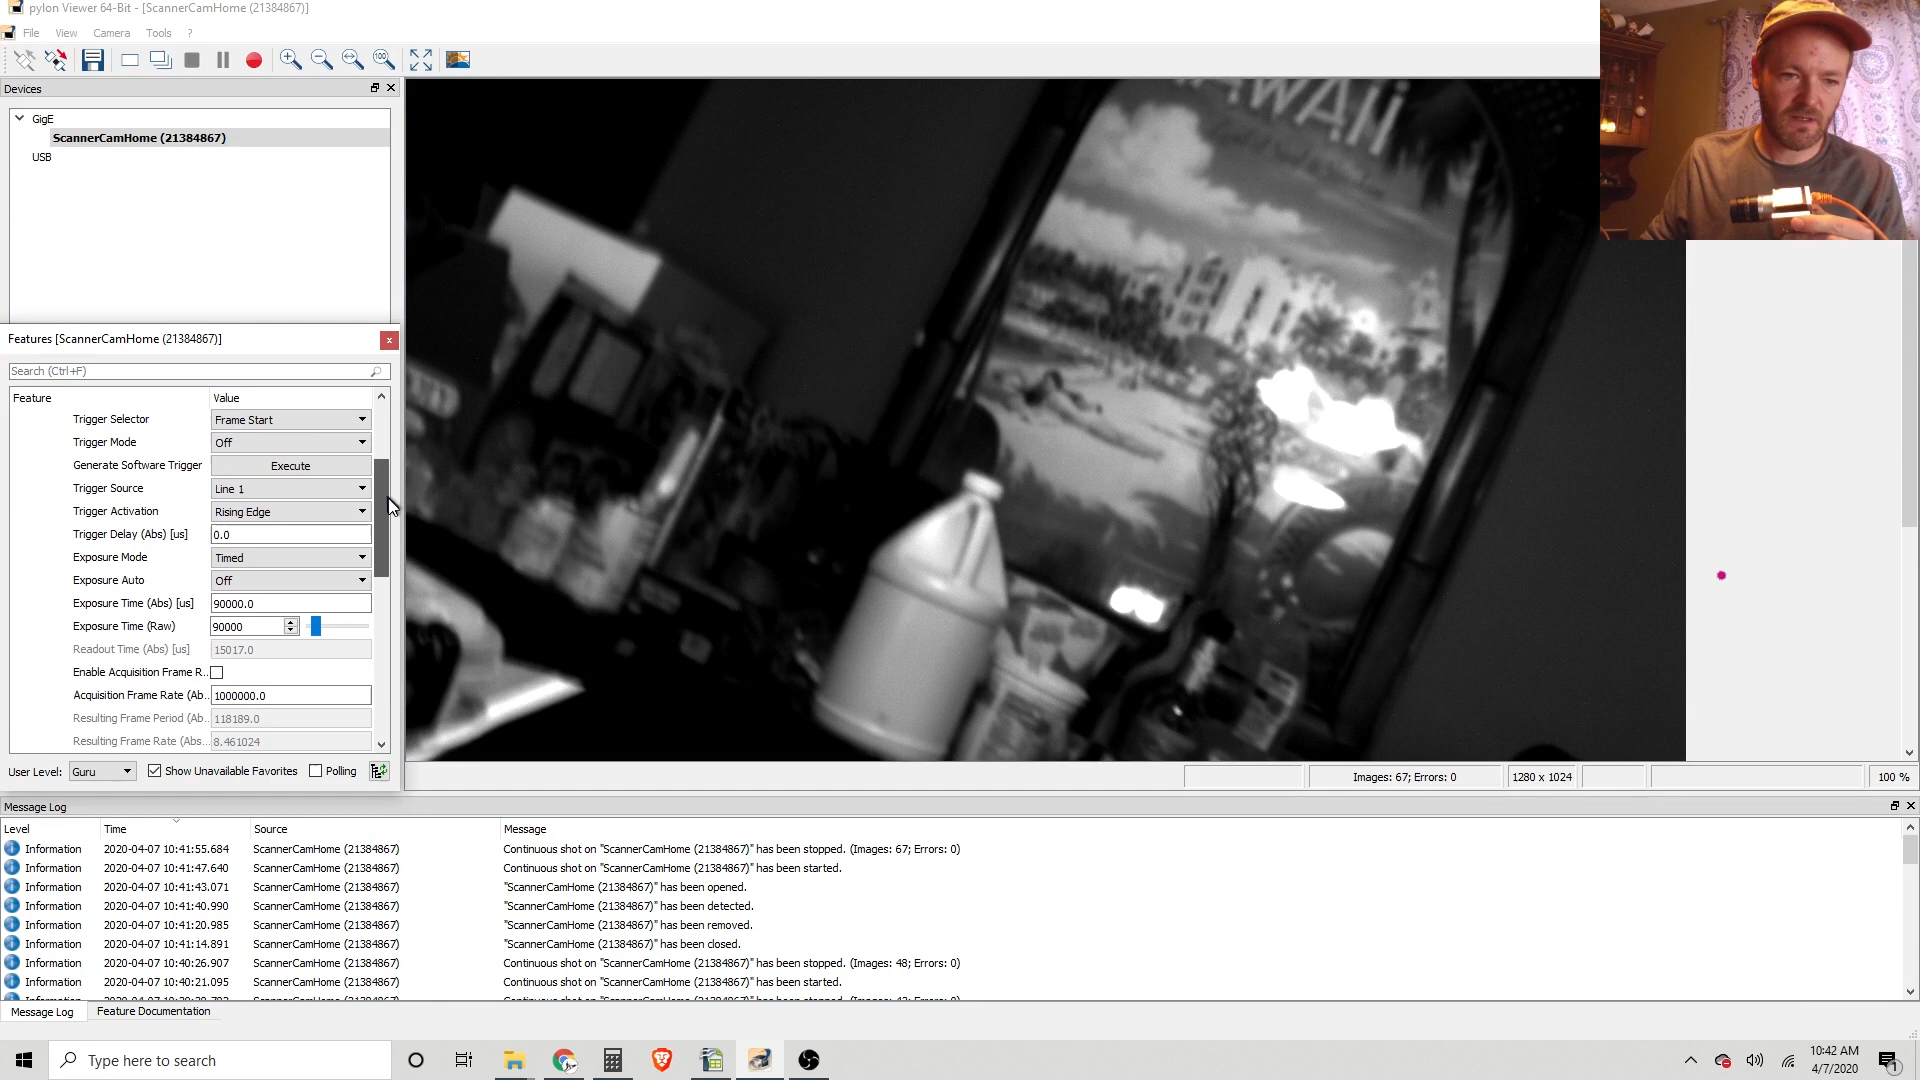 pylon Viewer 64-Bit - [ScannerCamHome (21384867)]
File View Camera Tools ?
100
Devices
GigE
ScannerCamHome (21384867)
USB
HAWAII
Features [ScannerCamHome (21384867)]
Search (Ctrl+F)
Feature Value
Trigger Selector Frame Start
Trigger Mode Off
Generate Software Trigger Execute
Trigger Source Line 1
Trigger Activation Rising Edge
Trigger Delay (Abs) [us] 0.0
Exposure Mode Timed
Exposure Auto Off
Exposure Time (Abs) [us] 90000.0
Exposure Time (Raw) 90000
Readout Time (Abs) [us] 15017.0
Enable Acquisition Frame R...
Acquisition Frame Rate (Ab... 1000000.0
Resulting Frame Period (Ab... 118189.0
Resulting Frame Rate (Abs... 8.461024
User Level: Guru Show Unavailable Favorites Polling
Images: 67; Errors: 0 1280 x 1024 100 %
Message Log
Level Time Source Message
Information 2020-04-07 10:41:55.684 ScannerCamHome (21384867) Continuous shot on "ScannerCamHome (21384867)" has been stopped. (Images: 67; Errors: 0)
Information 2020-04-07 10:41:47.640 ScannerCamHome (21384867) Continuous shot on "ScannerCamHome (21384867)" has been started.
Information 2020-04-07 10:41:43.071 ScannerCamHome (21384867) "ScannerCamHome (21384867)" has been opened.
Information 2020-04-07 10:41:40.990 ScannerCamHome (21384867) "ScannerCamHome (21384867)" has been detected.
Information 2020-04-07 10:41:20.985 ScannerCamHome (21384867) "ScannerCamHome (21384867)" has been removed.
Information 2020-04-07 10:41:14.891 ScannerCamHome (21384867) "ScannerCamHome (21384867)" has been closed.
Information 2020-04-07 10:40:26.907 ScannerCamHome (21384867) Continuous shot on "ScannerCamHome (21384867)" has been stopped. (Images: 48; Errors: 0)
Information 2020-04-07 10:40:21.095 ScannerCamHome (21384867) Continuous shot on "ScannerCamHome (21384867)" has been started.
Message Log Feature Documentation
Type here to search
10:42 AM
4/7/2020
1